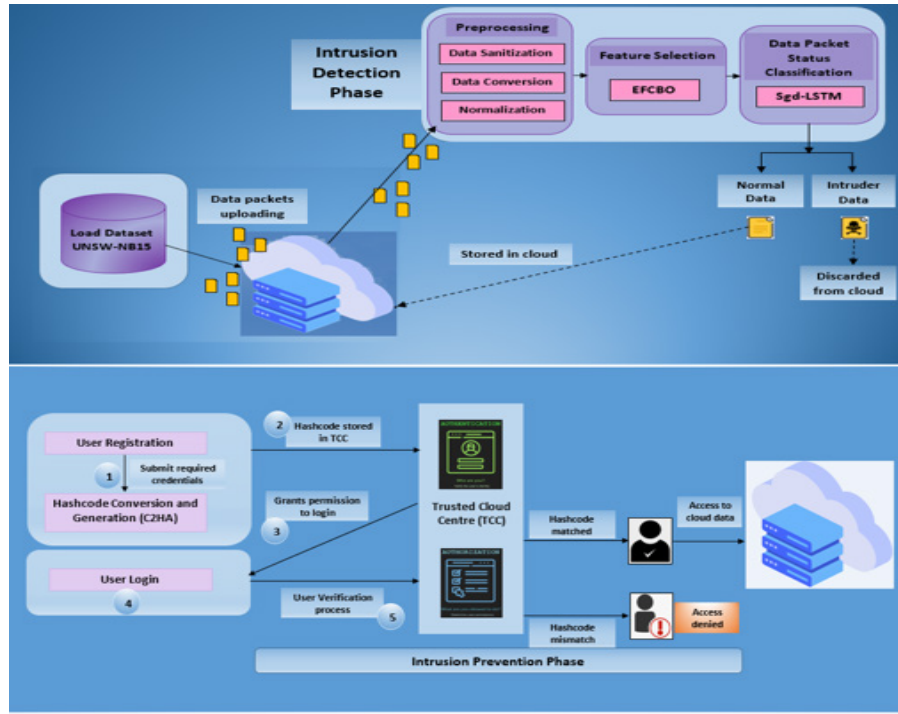 Intrusion
Detection
Phase
Preprocessing
Data Sanitization
Data Conversion
Normalization
Feature Selection
EFCBO
Data Packet
Status
Classification
Sgd-LSTM
Normal
Data
Intruder
Data
Load Dataset
UNSW-NB15
Data packets
uploading
Stored in cloud
Discarded
from cloud
User Registration
1
Submit required
credentials
Hashcode Conversion and
Generation (C2HA)
2
Hashcode stored
in TCC
Grants permission
to login
3
User Login
4
User Verification
process
5
AUTHENTICATION
Trusted Cloud
Centre (TCC)
AUTHORIZATION
Hashcode
matched
Access to
cloud data
Hashcode
mismatch
Access
denied
Intrusion Prevention Phase